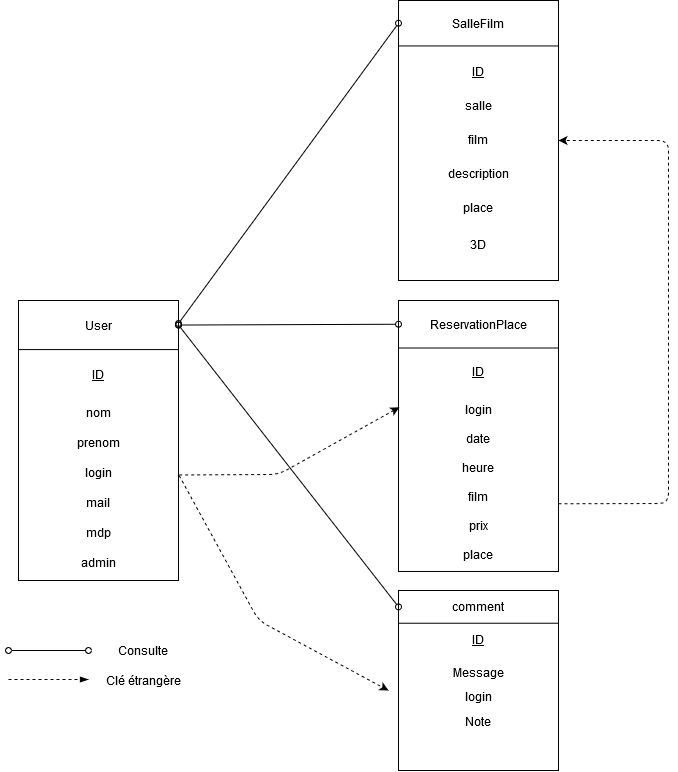 SalleFilm
ID
salle
film
description
place
3D
User
ID
nom
prenom
login
mail
mdp
admin
ReservationPlace
ID
login
date
heure
film
prix
place
comment
ID
Message
login
Note
Consulte
Clé étrangère